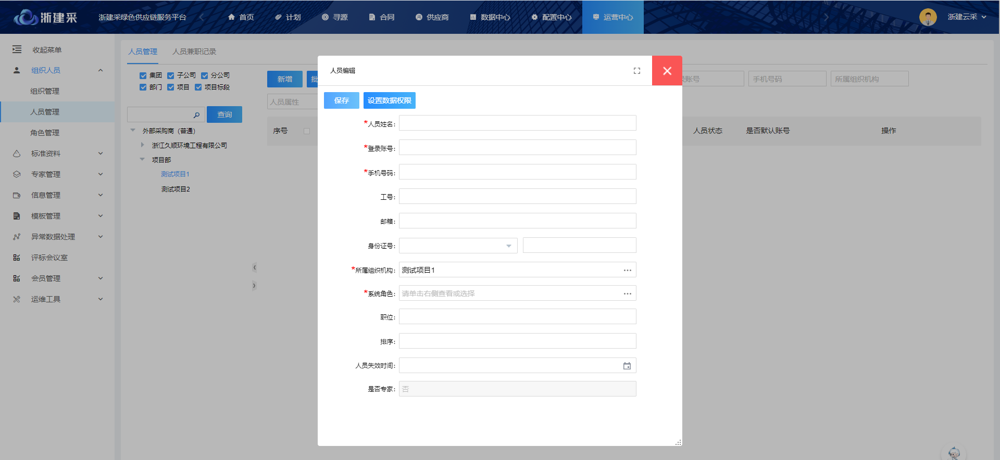 浙建采
浙建采绿色供应链服务平台
首页
计划
寻源
合同
供应商
数据中心
配置中心
运营中心
浙建云采
收起菜单
组织人员
组织管理
人员管理
角色管理
标准资料
专家管理
信息管理
模板管理
异常数据处理
评标会议室
会员管理
运维工具
人员管理
人员兼职记录
集团 子公司 分公司
部门 项目 项目标段
查询
外部采购商（普通）
浙江久顺环境工程有限公司
项目部
测试项目1
测试项目2
新增
批
录账号
手机号码
所属组织机构
人员属性
序号
人员状态
是否默认账号
操作
人员编辑
保存
设置数据权限
*人员姓名:
*登录账号:
*手机号码:
工号:
邮箱:
身份证号:
*所属组织机构: 测试项目1
*系统角色: 请单击右侧查看或选择
职位:
排序:
人员失效时间:
是否专家: 否